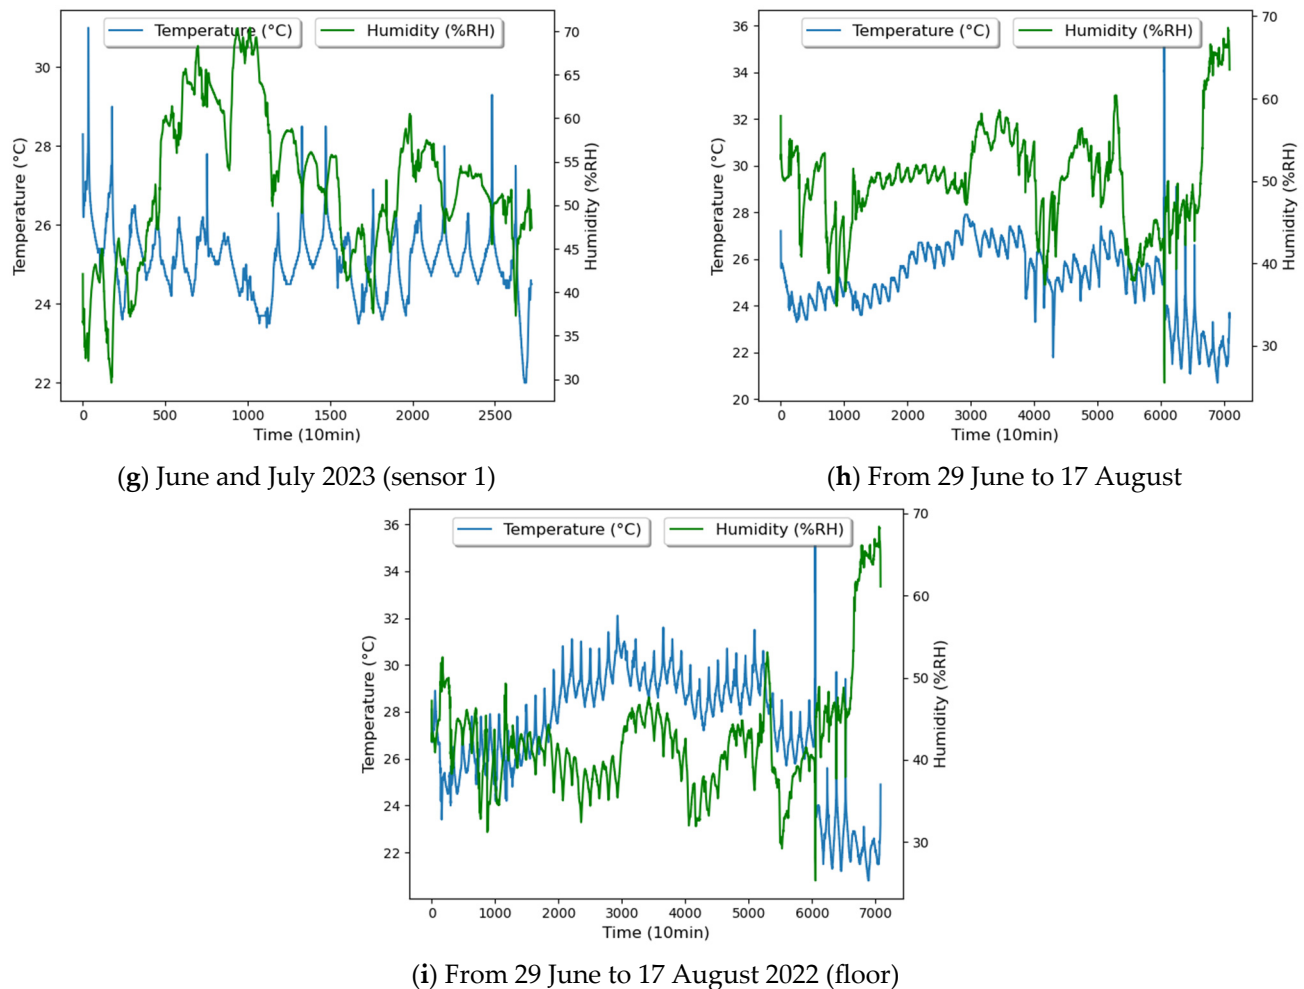 Temperature (°C)
Humidity (%RH)
30
28
26
24
22
Temperature (°C)
70
65
60
55
50
45
40
35
30
Humidity (%RH)
0 500 1000 1500 2000 2500
Time (10min)
(g) June and July 2023 (sensor 1)
Temperature (°C)
Humidity (%RH)
36
34
32
30
28
26
24
22
20
Temperature (°C)
70
60
50
40
30
Humidity (%RH)
0 1000 2000 3000 4000 5000 6000 7000
Time (10min)
(h) From 29 June to 17 August
Temperature (°C)
Humidity (%RH)
36
34
32
30
28
26
24
22
Temperature (°C)
70
60
50
40
30
Humidity (%RH)
0 1000 2000 3000 4000 5000 6000 7000
Time (10min)
(i) From 29 June to 17 August 2022 (floor)